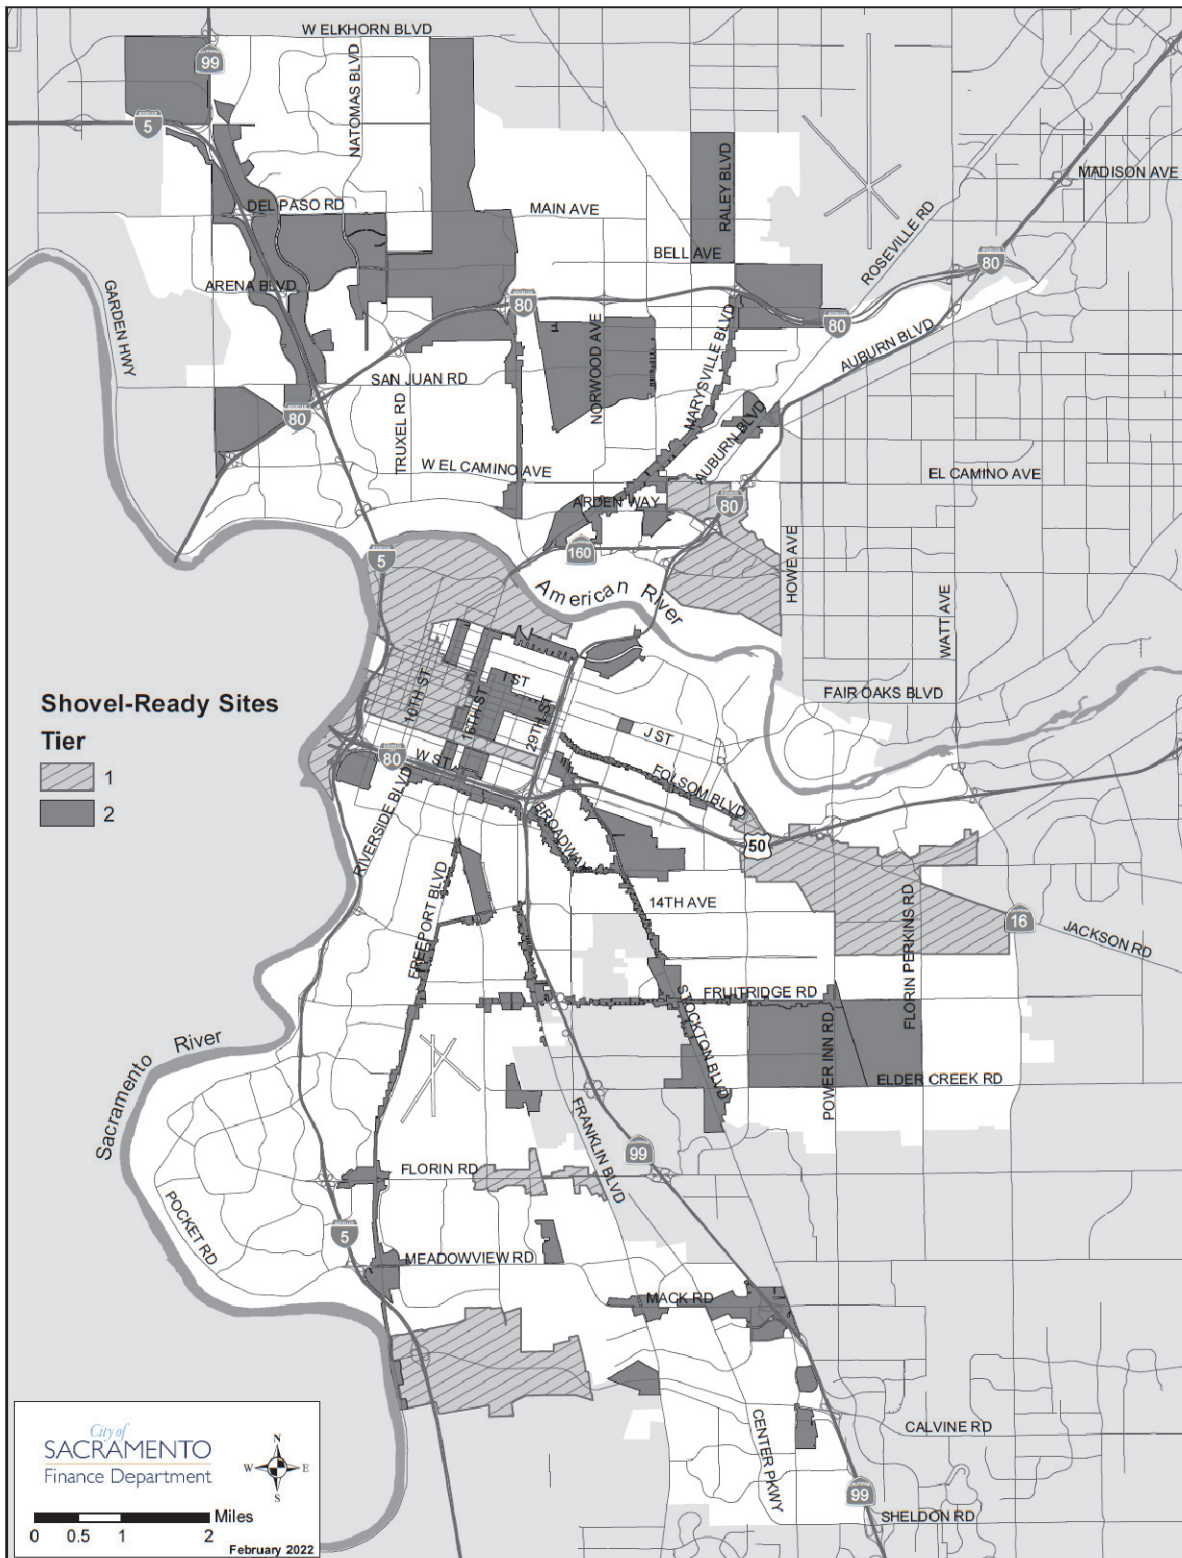 W ELKHORN BLVD
99
NATOMAS BLVD
5
MADISON AVE
RALEY BLVD
DEL PASO RD
MAIN AVE
ROSEVILLE RD
BELL AVE
80
ARENA BLVD
GARDEN HWY
80
80
NORWOOD AVE
MARYSVILLE BLVD
AUBURN BLVD
SAN JUAN RD
80
TRUXEL RD
AUBURN BLVD
W EL CAMINO AVE
EL CAMINO AVE
ARDEN WAY
80
160
5
HOWE AVE
American River
WATT AVE
I ST
10TH ST
16TH ST
29TH ST
FAIR OAKS BLVD
Shovel-Ready Sites
Tier
1
2
J ST
W ST
80
FOLSOM BLVD
RIVERSIDE BLVD
BROADWAY
50
FREEPORT BLVD
14TH AVE
FLORIN PERKINS RD
16
JACKSON RD
FRUITRIDGE RD
STOCKTON BLVD
POWER INN RD
Sacramento River
ELDER CREEK RD
FRANKLIN BLVD
99
FLORIN RD
POCKET RD
5
MEADOWVIEW RD
MACK RD
CENTER PKWY
CALVINE RD
99
SHELDON RD
City of
SACRAMENTO
Finance Department
N
W E
S
Miles
0 0.5 1 2
February 2022